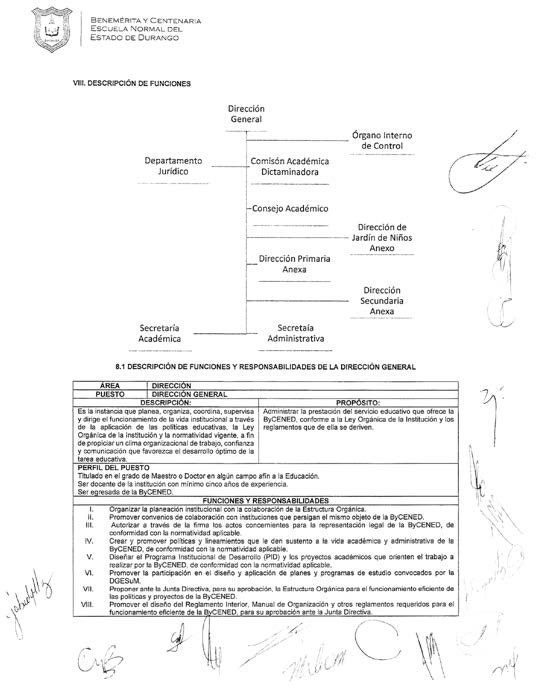 BENEMÉRITA Y CENTENARIA
ESCUELA NORMAL DEL
ESTADO DE DURANGO
VIII. DESCRIPCIÓN DE FUNCIONES
Dirección
General
Órgano Interno
de Control
Departamento
Jurídico
Comisón Académica
Dictaminadora
Consejo Académico
Dirección de
Jardín de Niños
Anexo
Dirección Primaria
Anexa
Dirección
Secundaria
Anexa
Secretaría
Académica
Secretaía
Administrativa
8.1 DESCRIPCIÓN DE FUNCIONES Y RESPONSABILIDADES DE LA DIRECCIÓN GENERAL
ÁREA DIRECCIÓN
PUESTO DIRECCIÓN GENERAL
DESCRIPCIÓN: PROPÓSITO:
Es la instancia que planea, organiza, coordina, supervisa
y dirige el funcionamiento de la vida institucional a través
de la aplicación de las políticas educativas, la Ley
Orgánica de la institución y la normatividad vigente, a fin
de propiciar un clima organizacional de trabajo, confianza
y comunicación que favorezca el desarrollo óptimo de la
tarea educativa.
Administrar la prestación del servicio educativo que ofrece la
ByCENED, conforme a la Ley Orgánica de la Institución y los
reglamentos que de ella se deriven.
PERFIL DEL PUESTO
Titulado en el grado de Maestro o Doctor en algún campo afín a la Educación.
Ser docente de la institución con mínimo cinco años de experiencia.
Ser egresada de la ByCENED.
FUNCIONES Y RESPONSABILIDADES
I. Organizar la planeación institucional con la colaboración de la Estructura Orgánica.
II. Promover convenios de colaboración con instituciones que persigan el mismo objeto de la ByCENED.
III. Autorizar a través de la firma los actos concernientes para la representación legal de la ByCENED, de
conformidad con la normatividad aplicable.
IV. Crear y promover políticas y lineamientos que le den sustento a la vida académica y administrativa de la
ByCENED, de conformidad con la normatividad aplicable.
V. Diseñar el Programa Institucional de Desarrollo (PID) y los proyectos académicos que orienten el trabajo a
realizar por la ByCENED, de conformidad con la normatividad aplicable.
VI. Promover la participación en el diseño y aplicación de planes y programas de estudio convocados por la
DGESuM.
VII. Proponer ante la Junta Directiva, para su aprobación, la Estructura Orgánica para el funcionamiento eficiente de
las políticas y proyectos de la ByCENED.
VIII. Promover el diseño del Reglamento Interior, Manual de Organización y otros reglamentos requeridos para el
funcionamiento eficiente de la ByCENED, para su aprobación ante la Junta Directiva.